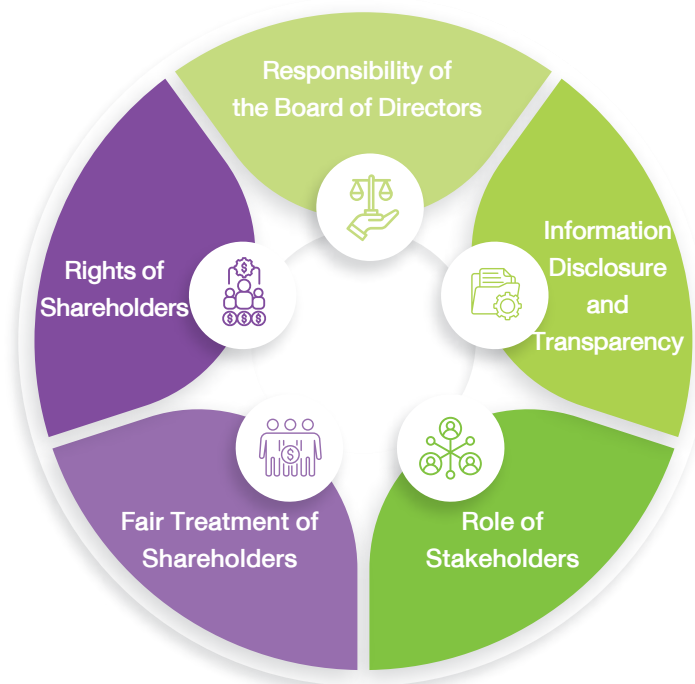 Responsibility of
the Board of Directors
Information
Disclosure
and
Transparency
Role of
Stakeholders
Fair Treatment of
Shareholders
Rights of
Shareholders